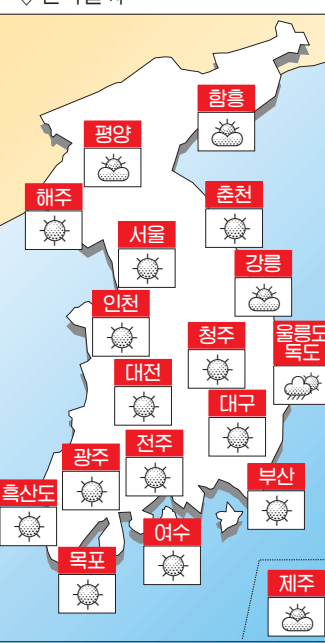 함흥
평양
해주
춘천
서울
강릉
인천
청주
울릉도
독도
대전
대구
전주
광주
부산
흑산도
여수
목포
제주